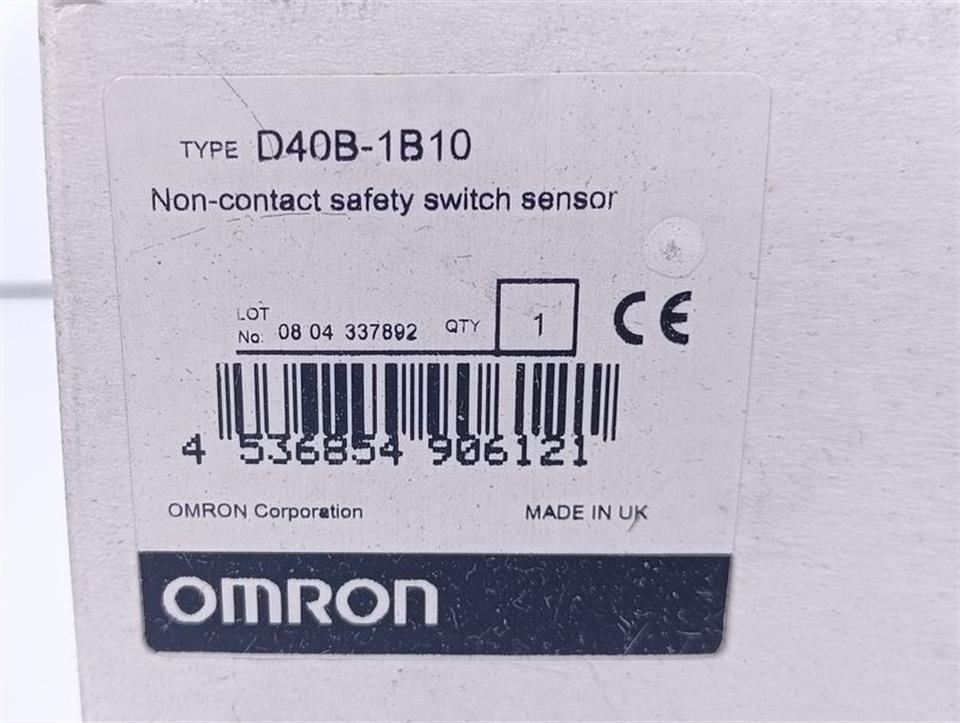 TYPE D40B-1B10
Non-contact safety switch sensor
LOT
No: 08 04 337892 QTY 1 CE
4 536854 906121
OMRON Corporation MADE IN UK
OMRON